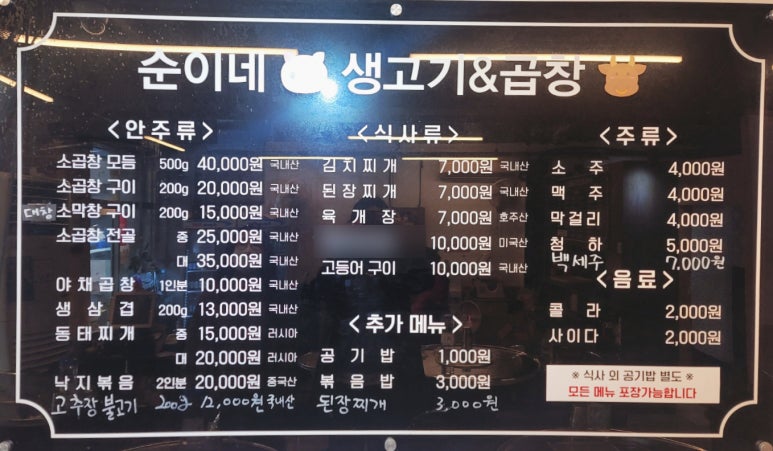 순이네 생고기&곱창
<안주류>
소곱창 모듬 500g 40,000원 국내산
소곱창 구이 200g 20,000원 국내산
대창 소막창 구이 200g 15,000원 국내산
소곱창 전골 중 25,000원 국내산
대 35,000원 국내산
야채곱창 1인분 10,000원 국내산
생삼겹 200g 13,000원 국내산
동태찌개 중 15,000원 러시아
대 20,000원 러시아
낙지볶음 2인분 20,000원 중국산
고추장 불고기 200g 12,000원 국내산
<식사류>
김치찌개 7,000원 국내산
된장찌개 7,000원 국내산
육개장 7,000원 호주산
10,000원 미국산
고등어 구이 10,000원 국내산
<추가 메뉴>
공기밥 1,000원
볶음밥 3,000원
된장찌개 3,000원
<주류>
소주 4,000원
맥주 4,000원
막걸리 4,000원
청하 5,000원
백세주 7,000원
<음료>
콜라 2,000원
사이다 2,000원
※ 식사 외 공기밥 별도 ※
모든 메뉴 포장가능합니다